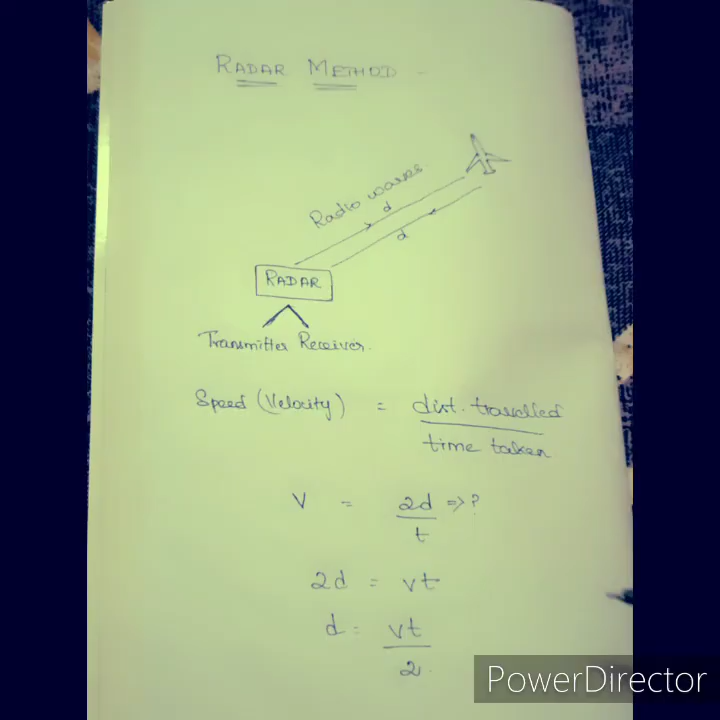 RADAR METHOD -
Radio waves
d
d
RADAR
Transmitter Receiver.
Speed (Velocity) = dist. travelled
time taken
V = 2d => ?
t
2d = vt
d = vt
2
PowerDirector